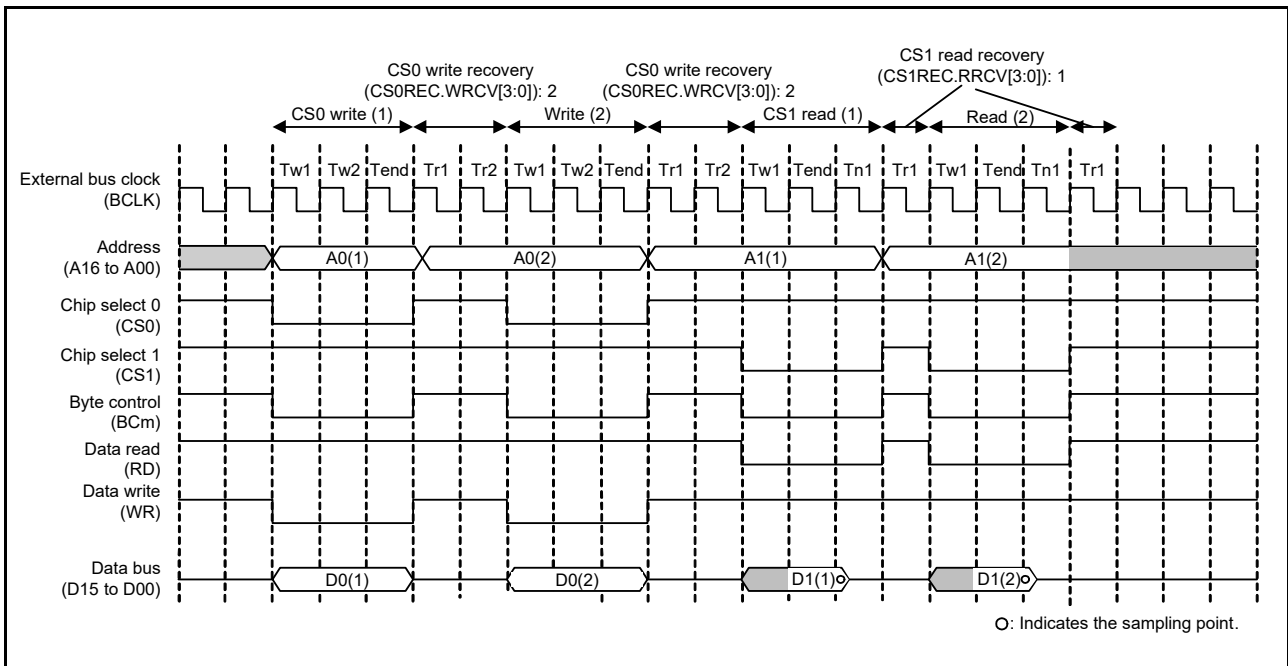 CS1 read recovery
(CS1REC.RRCV[3:0]): 1
CS0 write recovery
(CS0REC.WRCV[3:0]): 2
CS0 write recovery
(CS0REC.WRCV[3:0]): 2
CS0 write (1)
Write (2)
CS1 read (1)
Read (2)
Tw1 Tw2 Tend Tr1 Tr2 Tw1 Tw2 Tend Tr1 Tr2 Tw1 Tend Tn1 Tr1 Tw1 Tend Tn1 Tr1
External bus clock
(BCLK)
Address
(A16 to A00)
A0(1) A0(2) A1(1) A1(2)
Chip select 0
(CS0)
Chip select 1
(CS1)
Byte control
(BCm)
Data read
(RD)
Data write
(WR)
Data bus
(D15 to D00)
D0(1) D0(2) D1(1) D1(2)
O: Indicates the sampling point.